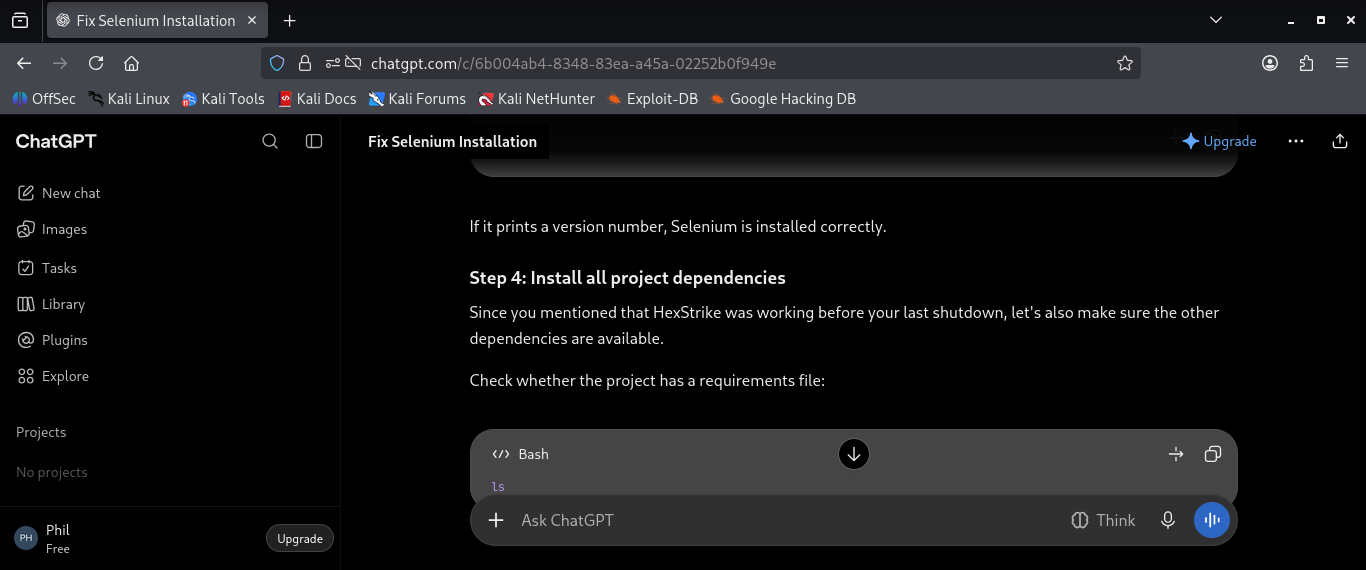 Fix Selenium Installation
chatgpt.com/c/6b004ab4-8348-83ea-a45a-02252b0f949e
OffSec Kali Linux Kali Tools Kali Docs Kali Forums Kali NetHunter Exploit-DB Google Hacking DB
ChatGPT
New chat
Images
Tasks
Library
Plugins
Explore
Projects
No projects
PH
Phil
Free
Upgrade
Fix Selenium Installation
Upgrade
If it prints a version number, Selenium is installed correctly.
Step 4: Install all project dependencies
Since you mentioned that HexStrike was working before your last shutdown, let's also make sure the other
dependencies are available.
Check whether the project has a requirements file:
Bash
ls
Ask ChatGPT
Think